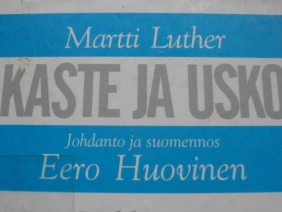 Martti Luther
KASTE JA USKO
Johdanto ja suomennos
Eero Huovinen